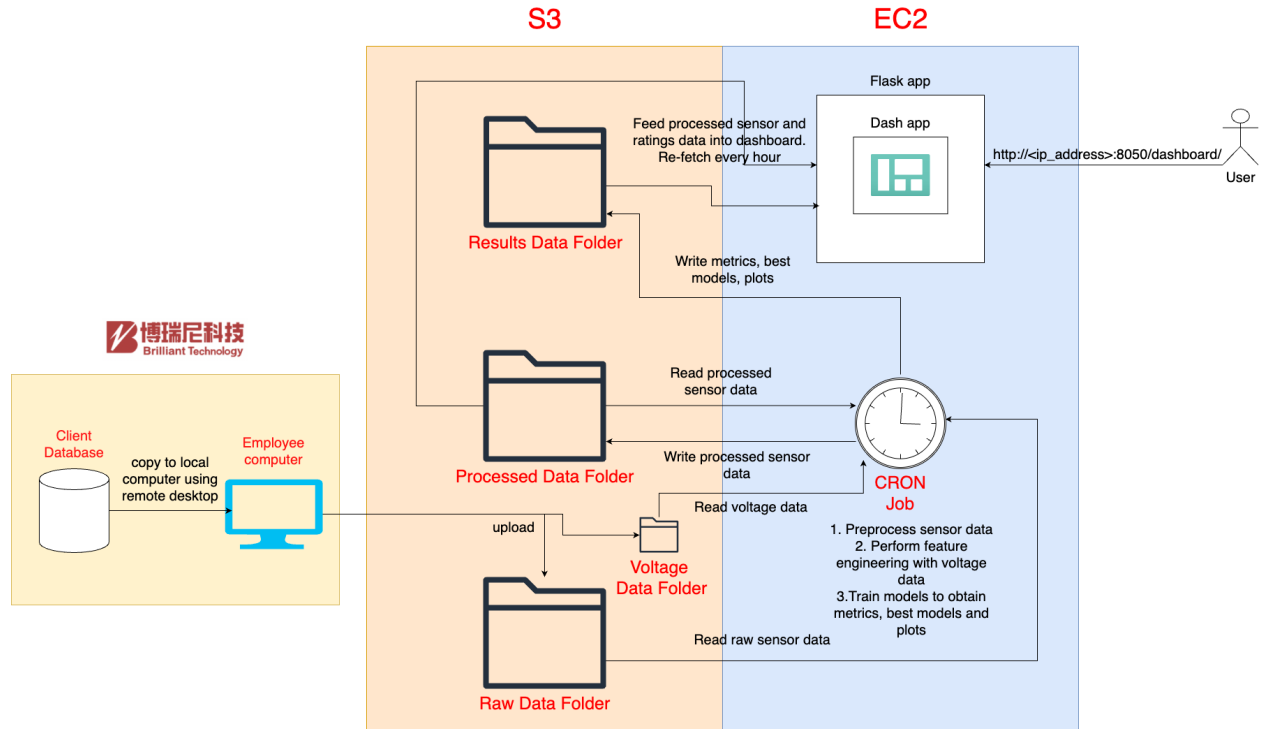 S3
EC2
Flask app
Dash app
Feed processed sensor and
ratings data into dashboard.
Re-fetch every hour
http://<ip_address>:8050/dashboard/
User
Results Data Folder
Write metrics, best
models, plots
博瑞尼科技
Brilliant Technology
Read processed
sensor data
Client
Database
copy to local
computer using
remote desktop
Employee
computer
Processed Data Folder
Write processed sensor
data
CRON
Job
Read voltage data
upload
1. Preprocess sensor data
2. Perform feature
engineering with voltage
data
3.Train models to obtain
metrics, best models and
plots
Voltage
Data Folder
Read raw sensor data
Raw Data Folder